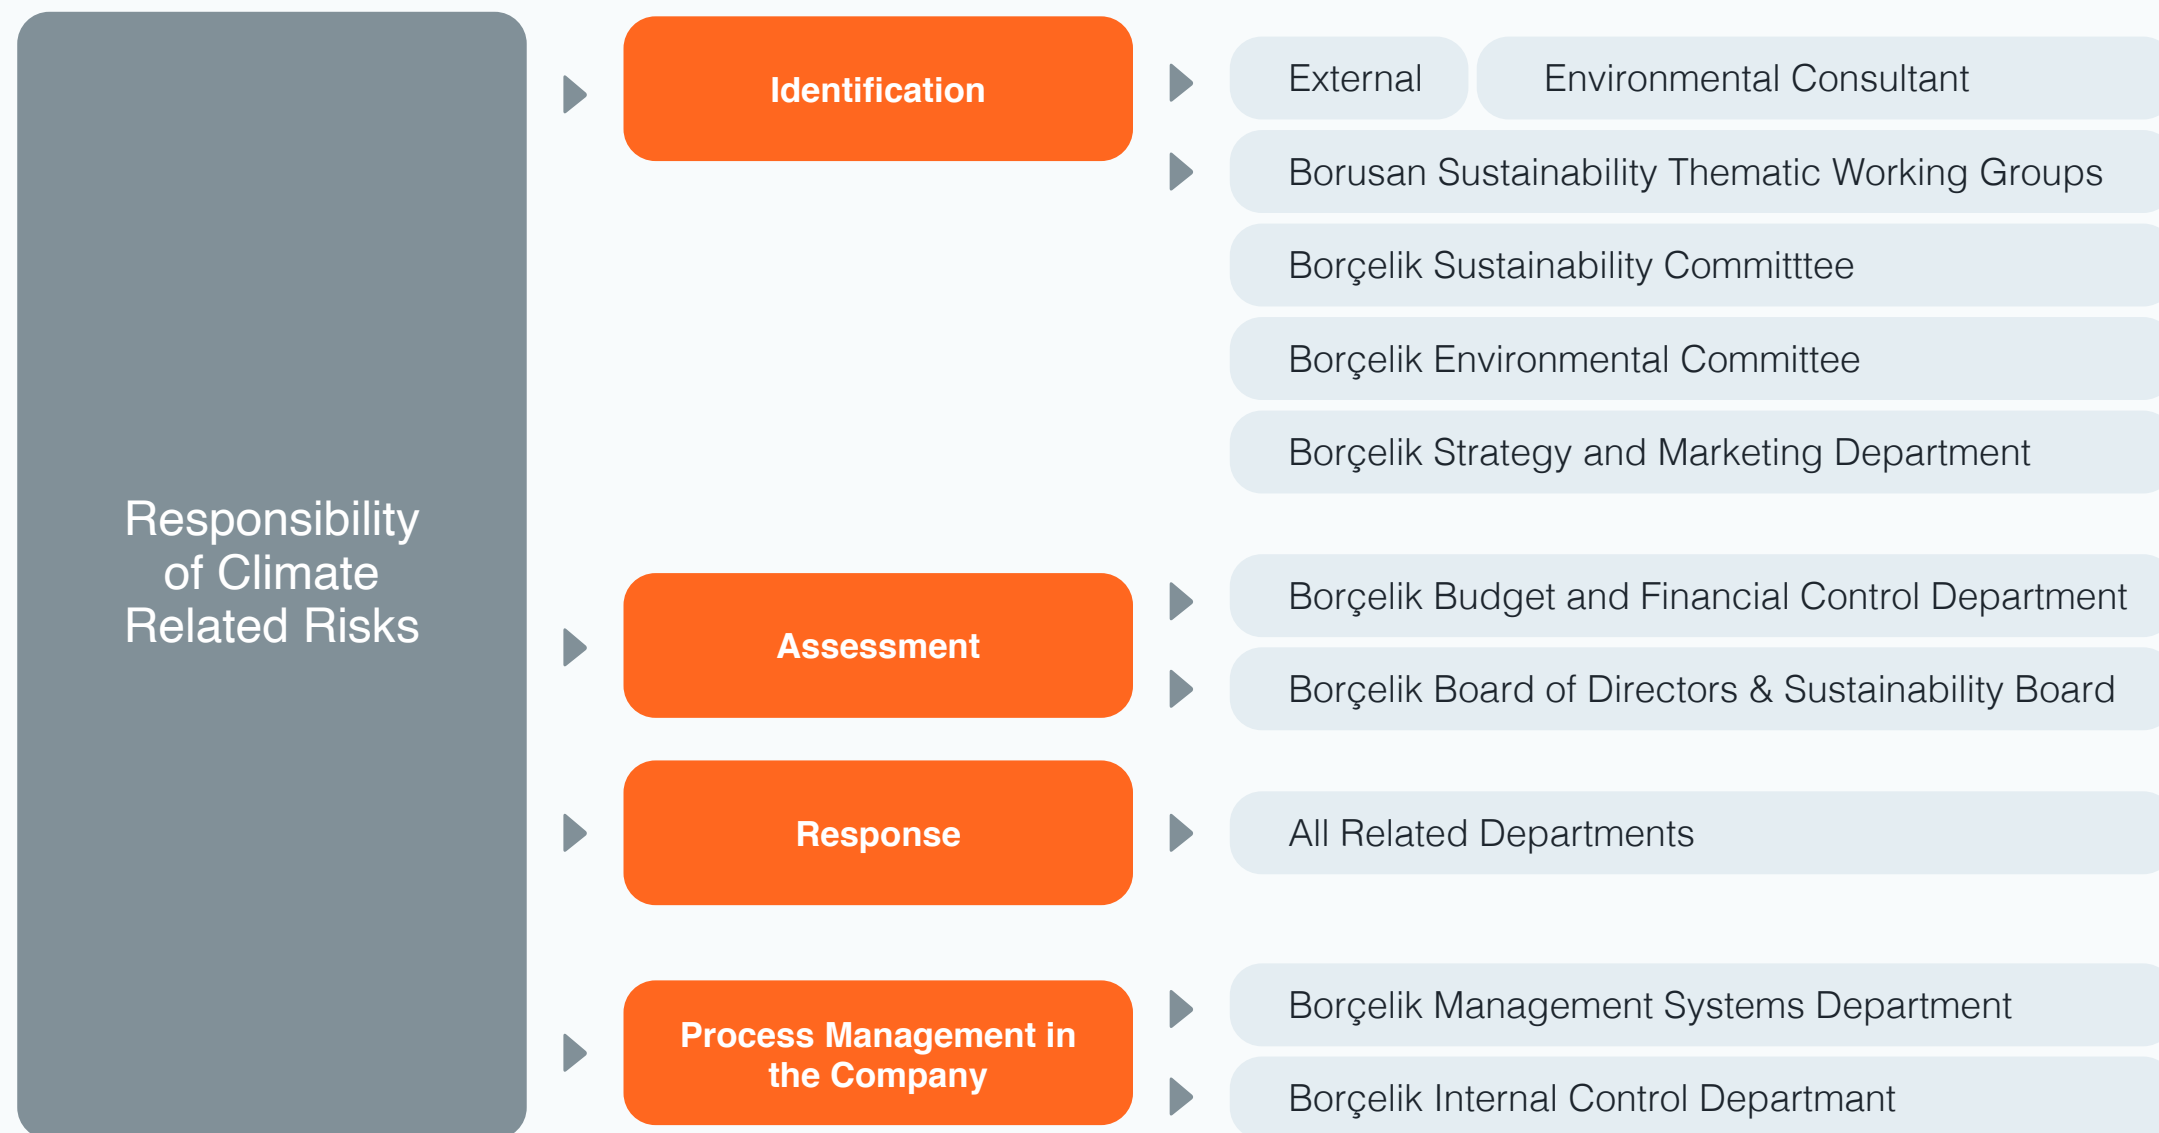 Responsibility
of Climate
Related Risks
Identification
External
Environmental Consultant
Borusan Sustainability Thematic Working Groups
Borçelik Sustainability Committtee
Borçelik Environmental Committee
Borçelik Strategy and Marketing Department
Assessment
Borçelik Budget and Financial Control Department
Borçelik Board of Directors & Sustainability Board
Response
All Related Departments
Process Management in
the Company
Borçelik Management Systems Department
Borçelik Internal Control Departmant